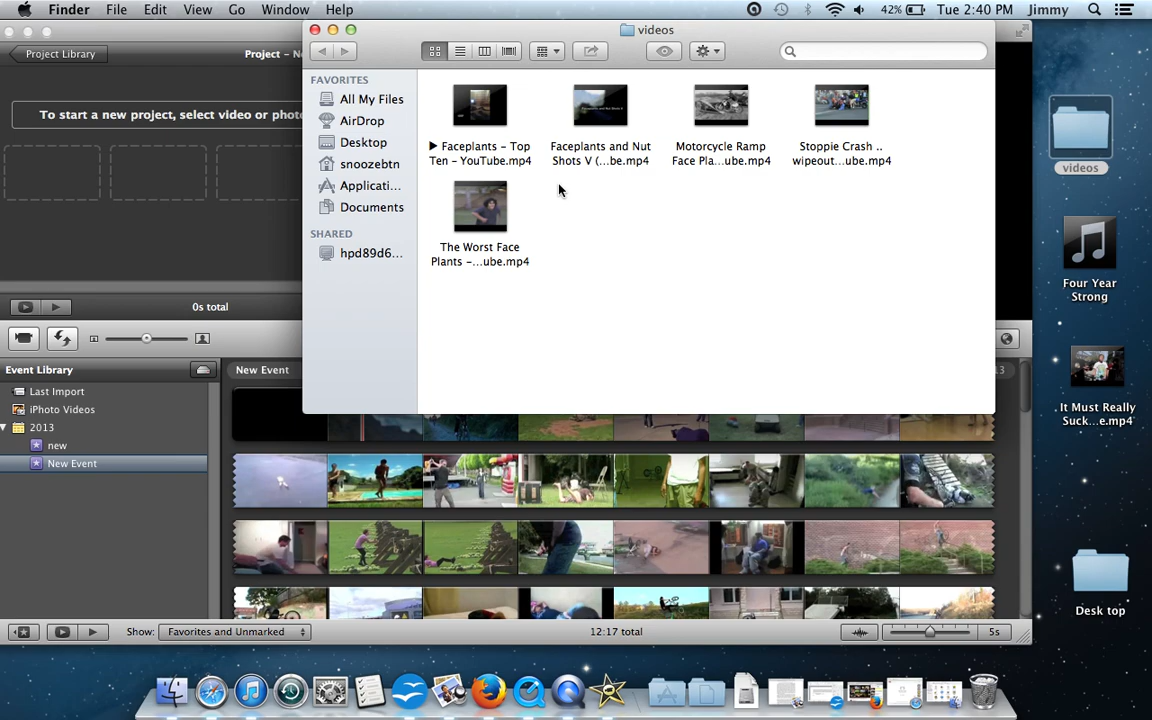 Finder File Edit View Go Window Help 42% Tue 2:40 PM Jimmy
videos
Project Library
Project - Ne
To start a new project, select video or photo
FAVORITES
All My Files
AirDrop
Desktop
snoozebtn
Applicati...
Documents
SHARED
hpd89d6...
▶ Faceplants - Top
Ten - YouTube.mp4
Faceplants and Nut
Shots V (...be.mp4
Motorcycle Ramp
Face Pla...ube.mp4
Stoppie Crash ..
wipeout...ube.mp4
The Worst Face
Plants -...ube.mp4
videos
Four Year
Strong
It Must Really
Suck...e.mp4
Desk top
0s total
Event Library
New Event
13
Last Import
iPhoto Videos
2013
new
New Event
Show: Favorites and Unmarked
12:17 total
5s